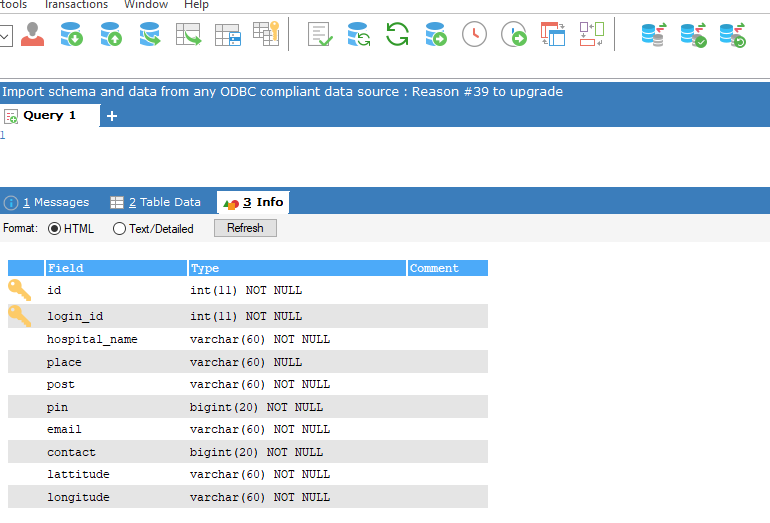 tools Transactions Window Help
Import schema and data from any ODBC compliant data source : Reason #39 to upgrade
Query 1 +
1
1 Messages 2 Table Data 3 Info
Format: HTML Text/Detailed Refresh
Field Type Comment
id int(11) NOT NULL
login_id int(11) NOT NULL
hospital_name varchar(60) NOT NULL
place varchar(60) NULL
post varchar(60) NOT NULL
pin bigint(20) NOT NULL
email varchar(60) NOT NULL
contact bigint(20) NOT NULL
lattitude varchar(60) NOT NULL
longitude varchar(60) NOT NULL